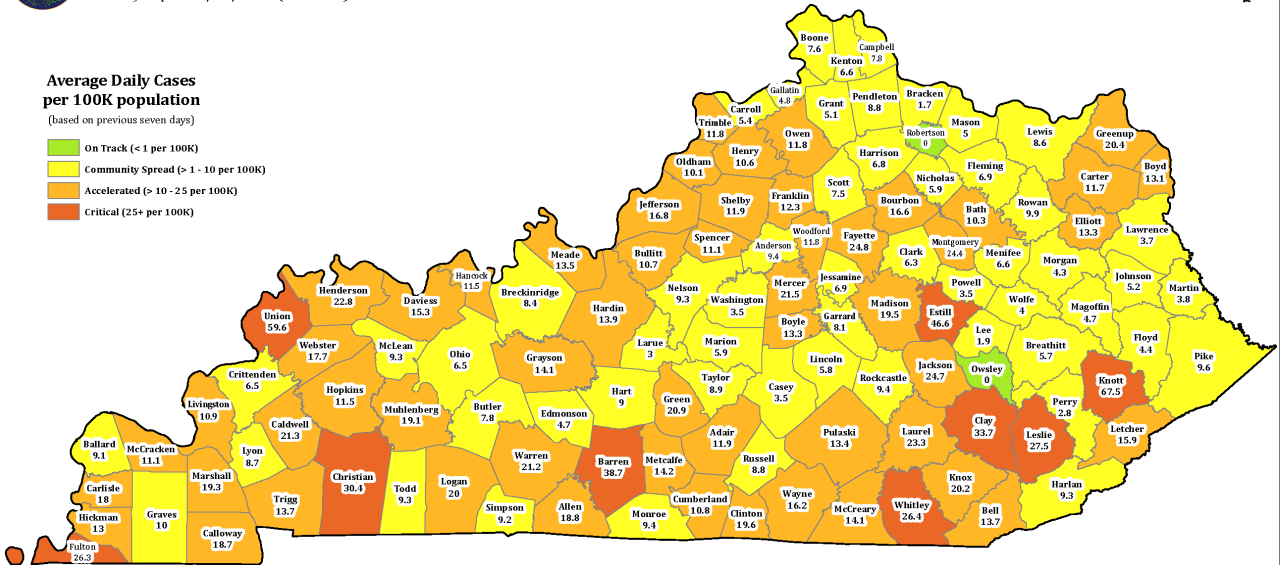 Average Daily Cases
per 100K population
(based on previous seven days)
On Track (< 1 per 100K)
Community Spread (> 1 - 10 per 100K)
Accelerated (> 10 - 25 per 100K)
Critical (25+ per 100K)
Boone
7.6
Kenton
6.6
Campbell
7.8
Gallatin
4.8
Carroll
5.4
Trimble
11.8
Grant
5.1
Pendleton
8.8
Bracken
1.7
Owen
11.8
Robertson
0
Mason
5
Lewis
8.6
Greenup
20.4
Boyd
13.1
Carter
11.7
Henry
10.6
Oldham
10.1
Harrison
6.8
Nicholas
5.9
Fleming
6.9
Scott
7.5
Rowan
9.9
Elliott
13.3
Lawrence
3.7
Jefferson
16.8
Shelby
11.9
Franklin
12.3
Bourbon
16.6
Bath
10.3
Spencer
11.1
Bullitt
10.7
Anderson
9.4
Woodford
11.8
Fayette
24.8
Clark
6.3
Montgomery
24.4
Menifee
6.6
Morgan
4.3
Johnson
5.2
Martin
3.8
Meade
13.5
Hancock
11.5
Breckinridge
8.4
Hardin
13.9
Nelson
9.3
Washington
3.5
Mercer
21.5
Jessamine
6.9
Garrard
8.1
Madison
19.5
Estill
46.6
Powell
3.5
Wolfe
4
Magoffin
4.7
Floyd
4.4
Pike
9.6
Henderson
22.8
Daviess
15.3
Union
59.6
Webster
17.7
McLean
9.3
Ohio
6.5
Grayson
14.1
Larue
3
Marion
5.9
Boyle
13.3
Lincoln
5.8
Rockcastle
9.4
Jackson
24.7
Lee
1.9
Owsley
0
Breathitt
5.7
Knott
67.5
Perry
2.8
Letcher
15.9
Crittenden
6.5
Livingston
10.9
Hopkins
11.5
Muhlenberg
19.1
Butler
7.8
Edmonson
4.7
Hart
9
Green
20.9
Taylor
8.9
Casey
3.5
Pulaski
13.4
Laurel
23.3
Clay
33.7
Leslie
27.5
Harlan
9.3
Ballard
9.1
McCracken
11.1
Carlisle
18
Hickman
13
Fulton
26.3
Graves
10
Marshall
19.3
Calloway
18.7
Lyon
8.7
Caldwell
21.3
Trigg
13.7
Christian
30.4
Todd
9.3
Logan
20
Simpson
9.2
Warren
21.2
Allen
18.8
Barren
38.7
Metcalfe
14.2
Monroe
9.4
Adair
11.9
Cumberland
10.8
Clinton
19.6
Russell
8.8
Wayne
16.2
McCreary
14.1
Whitley
26.4
Knox
20.2
Bell
13.7